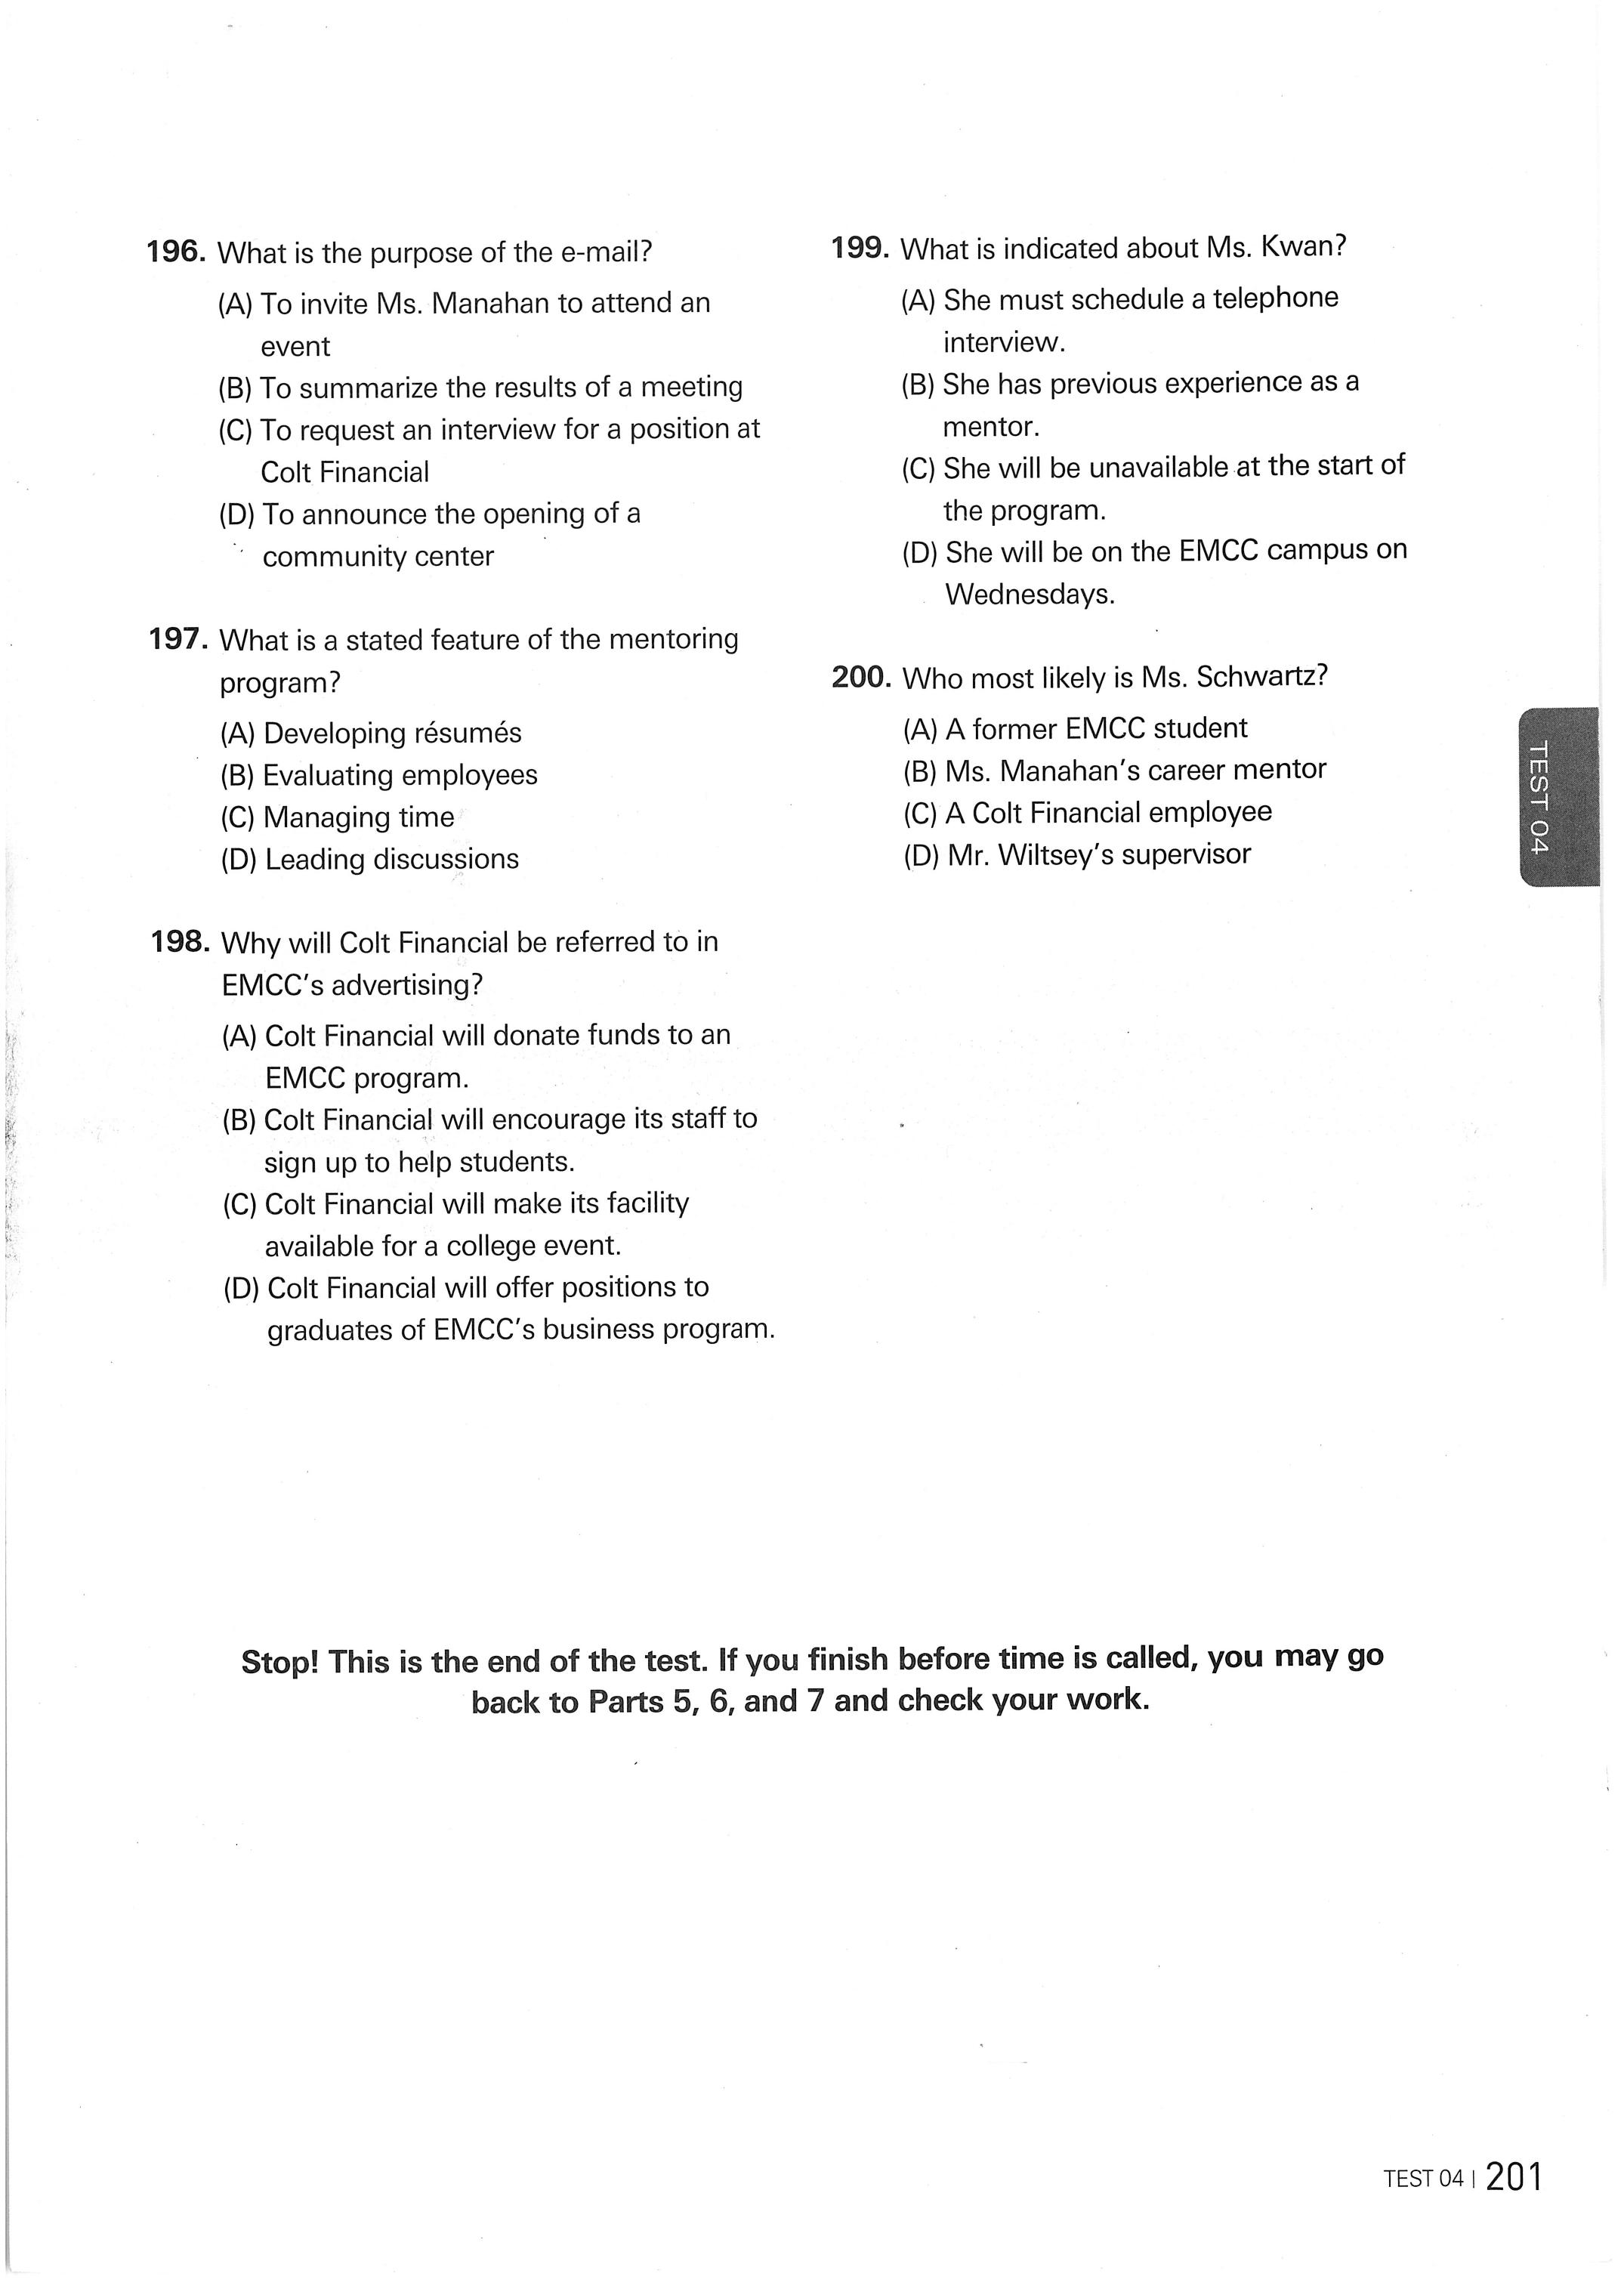 196. What is the purpose of the e-mail?
(A) To invite Ms. Manahan to attend an
event
(B) To summarize the results of a meeting
(C) To request an interview for a position at
Colt Financial
(D) To announce the opening of a
community center
197. What is a stated feature of the mentoring
program?
(A) Developing résumés
(B) Evaluating employees
(C) Managing time
(D) Leading discussions
198. Why will Colt Financial be referred to in
EMCC's advertising?
(A) Colt Financial will donate funds to an
EMCC program.
(B) Colt Financial will encourage its staff to
sign up to help students.
(C) Colt Financial will make its facility
available for a college event.
(D) Colt Financial will offer positions to
graduates of EMCC's business program.
199. What is indicated about Ms. Kwan?
(A) She must schedule a telephone
interview.
(B) She has previous experience as a
mentor.
(C) She will be unavailable at the start of
the program.
(D) She will be on the EMCC campus on
Wednesdays.
200. Who most likely is Ms. Schwartz?
(A) A former EMCC student
(B) Ms. Manahan's career mentor
(C) A Colt Financial employee
(D) Mr. Wiltsey's supervisor
TEST 04
Stop! This is the end of the test. If you finish before time is called, you may go
back to Parts 5, 6, and 7 and check your work.
TEST 04 | 201